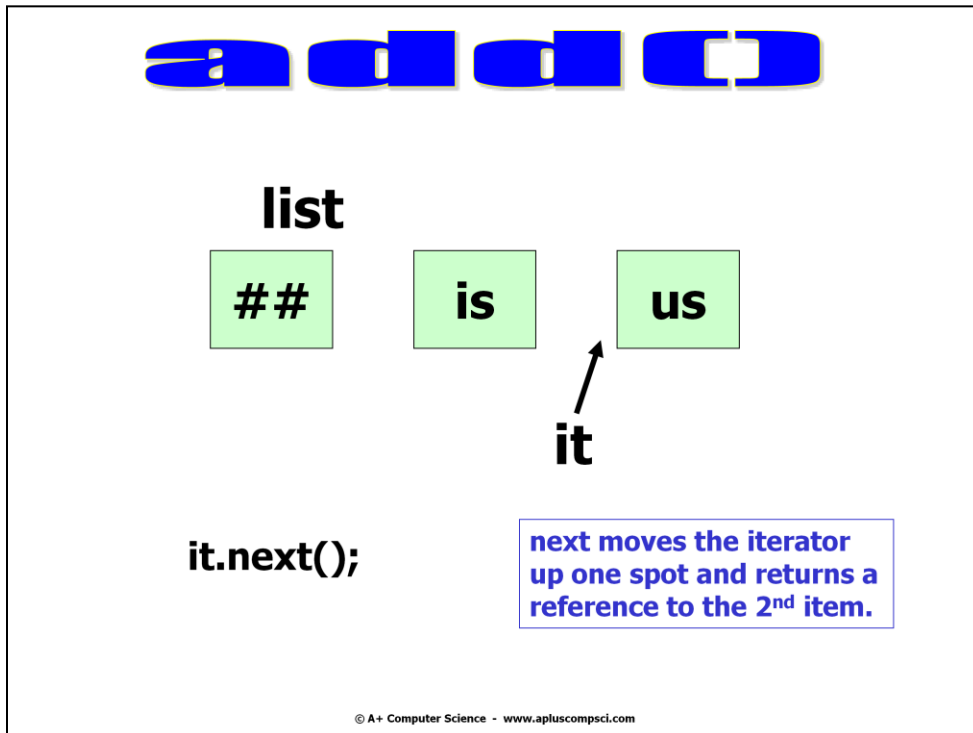 add()
list
## is us
it
it.next();
next moves the iterator
up one spot and returns a
reference to the 2nd item.
© A+ Computer Science - www.apluscompsci.com